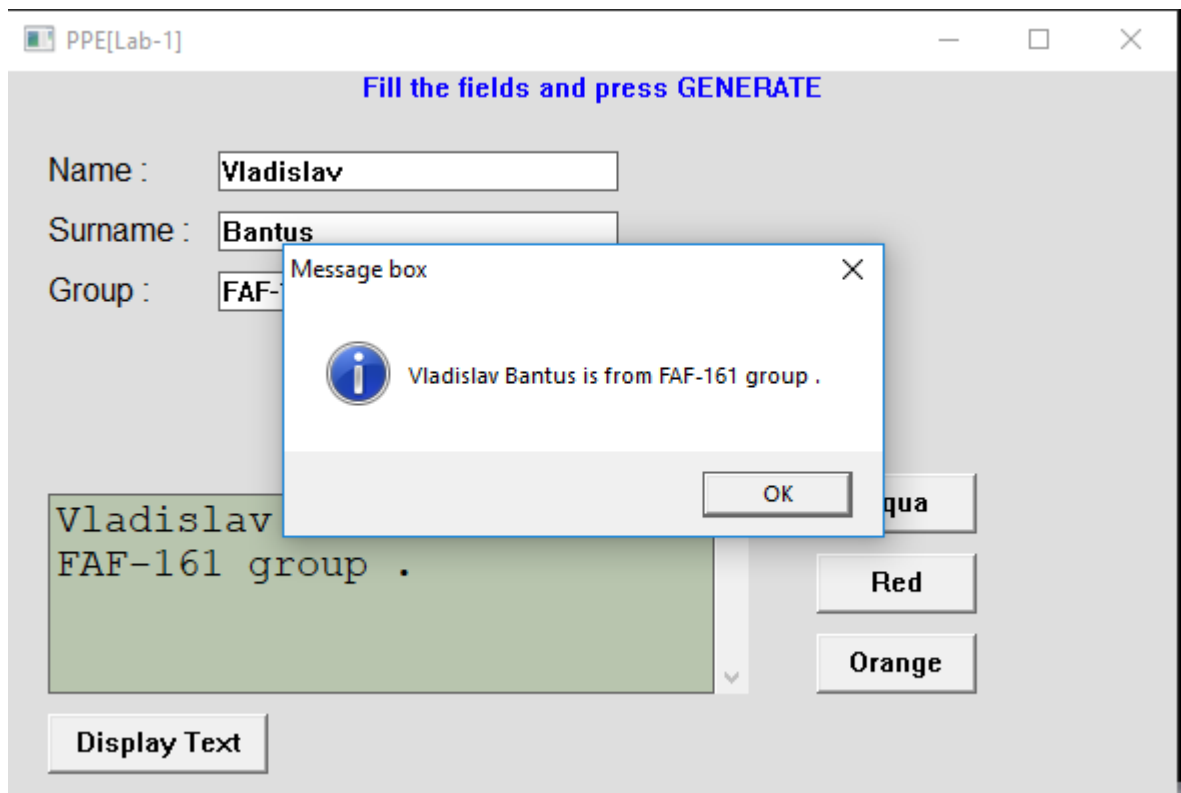 PPE[Lab-1]
Fill the fields and press GENERATE
Name : Vladislav
Surname : Bantus
Group : FAF-
Message box
Vladislav Bantus is from FAF-161 group .
OK
Vladislav
FAF-161 group .
qua
Red
Orange
Display Text